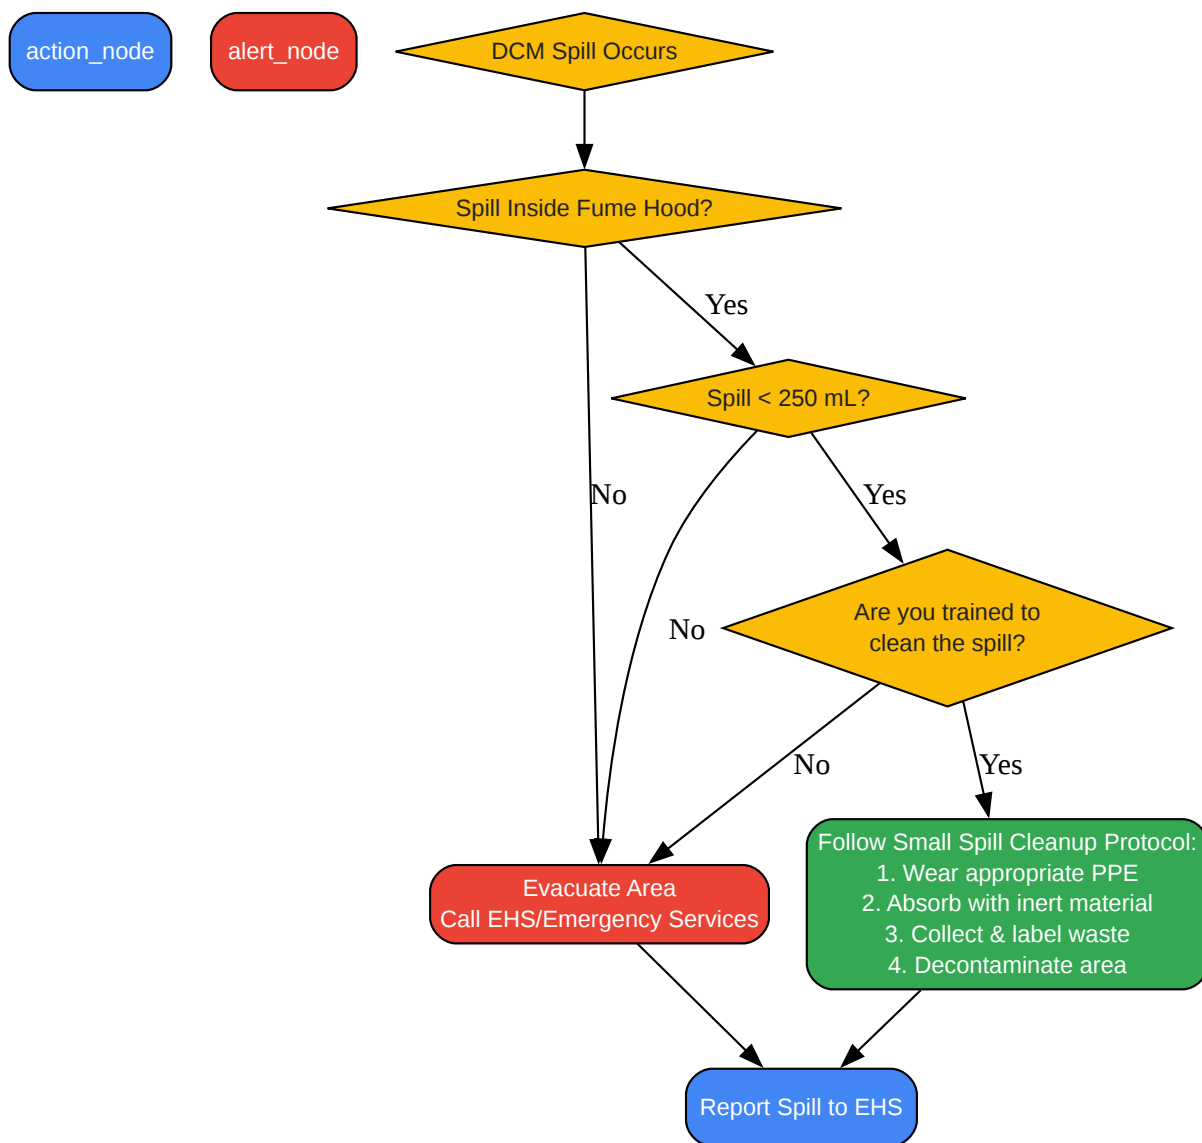 action_node
alert_node
DCM Spill Occurs
Spill Inside Fume Hood?
Yes
Spill < 250 mL?
No
Yes
Are you trained to
clean the spill?
No
No
Yes
Follow Small Spill Cleanup Protocol:
1. Wear appropriate PPE
2. Absorb with inert material
3. Collect & label waste
4. Decontaminate area
Evacuate Area
Call EHS/Emergency Services
Report Spill to EHS